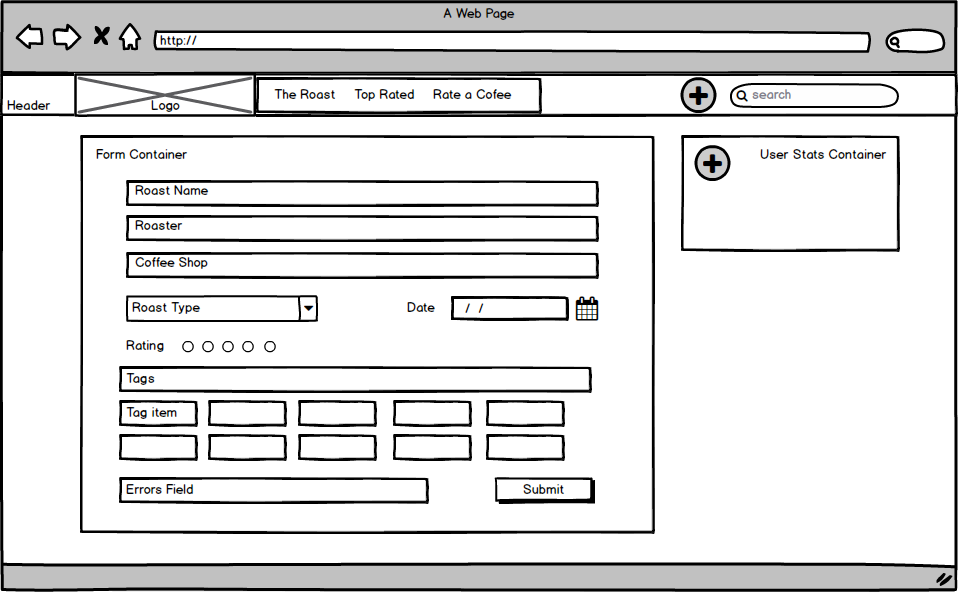 A Web Page
http://
Header
Logo
The Roast Top Rated Rate a Cofee
search
Form Container
Roast Name
Roaster
Coffee Shop
Roast Type
Date / /
Rating
Tags
Tag item
Errors Field
Submit
User Stats Container